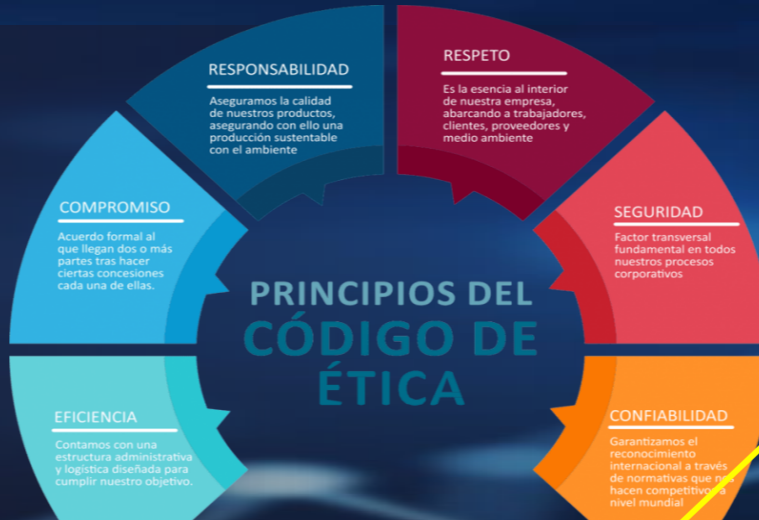 RESPONSABILIDAD
Aseguramos la calidad
de nuestros productos,
asegurando con ello una
producción sustentable
con el ambiente
RESPETO
Es la esencia al interior
de nuestra empresa,
abarcando a trabajadores,
clientes, proveedores y
medio ambiente
COMPROMISO
Acuerdo formal al
que llegan dos o más
partes tras hacer
ciertas concesiones
cada una de ellas.
SEGURIDAD
Factor transversal
fundamental en todos
nuestros procesos
corporativos
PRINCIPIOS DEL
CÓDIGO DE
ÉTICA
EFICIENCIA
Contamos con una
estructura administrativa
y logística diseñada para
cumplir nuestro objetivo.
CONFIABILIDAD
Garantizamos el
reconocimiento
internacional a través
de normativas que nos
hacen competitivo a
nivel mundial